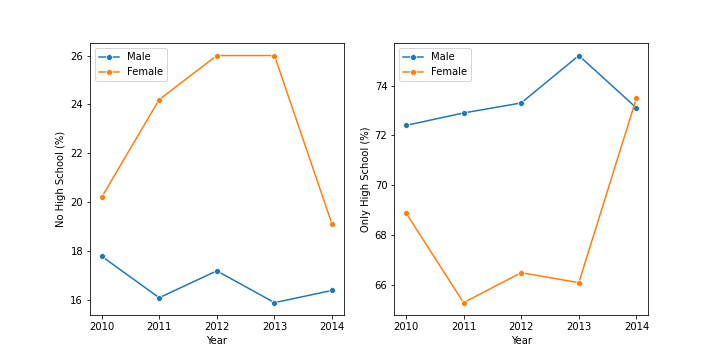 Male
Female
26
24
22
20
18
16
No High School (%)
2010 2011 2012 2013 2014
Year
Male
Female
74
72
70
68
66
Only High School (%)
2010 2011 2012 2013 2014
Year